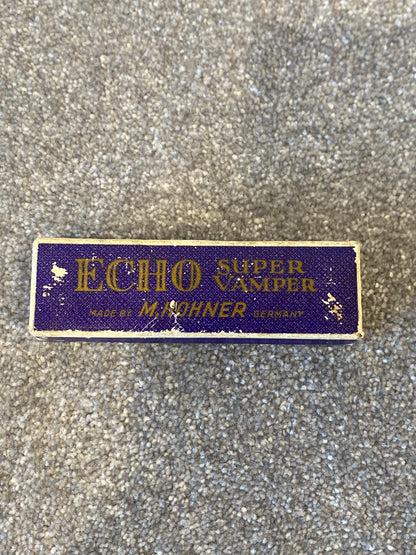 ECHO SUPER VAMPER
MADE BY M.HOHNER GERMANY